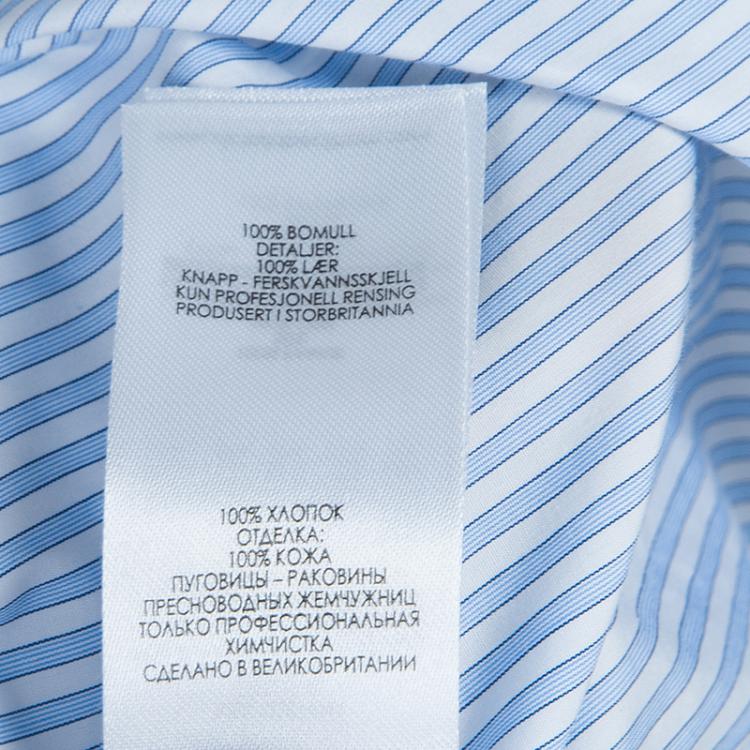 100% BOMULL
DETALJER:
100% LÆR
KNAPP - FERSKVANNSSKJELL
KUN PROFESJONELL RENSING
PRODUSERT I STORBRITANNIA
100% ХЛОПОК
ОТДЕЛКА:
100% КОЖА
ПУГОВИЦЫ – РАКОВИНЫ
ПРЕСНОВОДНЫХ ЖЕМЧУЖНИЦ
ТОЛЬКО ПРОФЕССИОНАЛЬНАЯ
ХИМЧИСТКА
СДЕЛАНО В ВЕЛИКОБРИТАНИИ